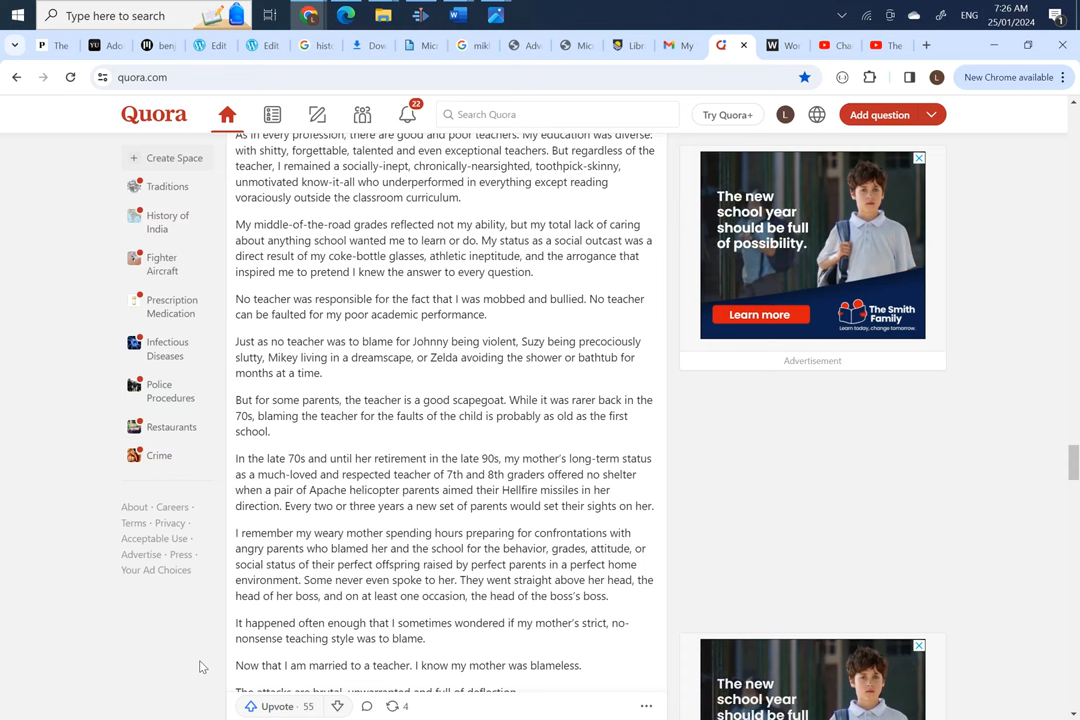 Type here to search
ENG
7:26 AM
25/01/2024
1
The
Ado
benj
Edit
Edit
histo
Dow
Micr
mikl
Adv
Mic
Libr
My
Wor
Cha
The
quora.com
L
New Chrome available
Quora
22
Search Quora
Try Quora+
L
Add question
Create Space
Traditions
History of
India
Fighter
Aircraft
Prescription
Medication
Infectious
Diseases
Police
Procedures
Restaurants
Crime
About · Careers ·
Terms · Privacy ·
Acceptable Use ·
Advertise · Press ·
Your Ad Choices
As in every profession, there are good and poor teachers. My education was diverse:
with shitty, forgettable, talented and even exceptional teachers. But regardless of the
teacher, I remained a socially-inept, chronically-nearsighted, toothpick-skinny,
unmotivated know-it-all who underperformed in everything except reading
voraciously outside the classroom curriculum.
My middle-of-the-road grades reflected not my ability, but my total lack of caring
about anything school wanted me to learn or do. My status as a social outcast was a
direct result of my coke-bottle glasses, athletic ineptitude, and the arrogance that
inspired me to pretend I knew the answer to every question.
No teacher was responsible for the fact that I was mobbed and bullied. No teacher
can be faulted for my poor academic performance.
Just as no teacher was to blame for Johnny being violent, Suzy being precociously
slutty, Mikey living in a dreamscape, or Zelda avoiding the shower or bathtub for
months at a time.
But for some parents, the teacher is a good scapegoat. While it was rarer back in the
70s, blaming the teacher for the faults of the child is probably as old as the first
school.
In the late 70s and until her retirement in the late 90s, my mother's long-term status
as a much-loved and respected teacher of 7th and 8th graders offered no shelter
when a pair of Apache helicopter parents aimed their Hellfire missiles in her
direction. Every two or three years a new set of parents would set their sights on her.
I remember my weary mother spending hours preparing for confrontations with
angry parents who blamed her and the school for the behavior, grades, attitude, or
social status of their perfect offspring raised by perfect parents in a perfect home
environment. Some never even spoke to her. They went straight above her head, the
head of her boss, and on at least one occasion, the head of the boss's boss.
It happened often enough that I sometimes wondered if my mother's strict, no-
nonsense teaching style was to blame.
Now that I am married to a teacher. I know my mother was blameless.
The attacks are brutal, unwarranted and full of deflection.
Upvote · 55
4
The new
school year
should be full
of possibility.
Learn more
The Smith
Family
Learn today, change tomorrow.
Advertisement
The new
school year
should be full